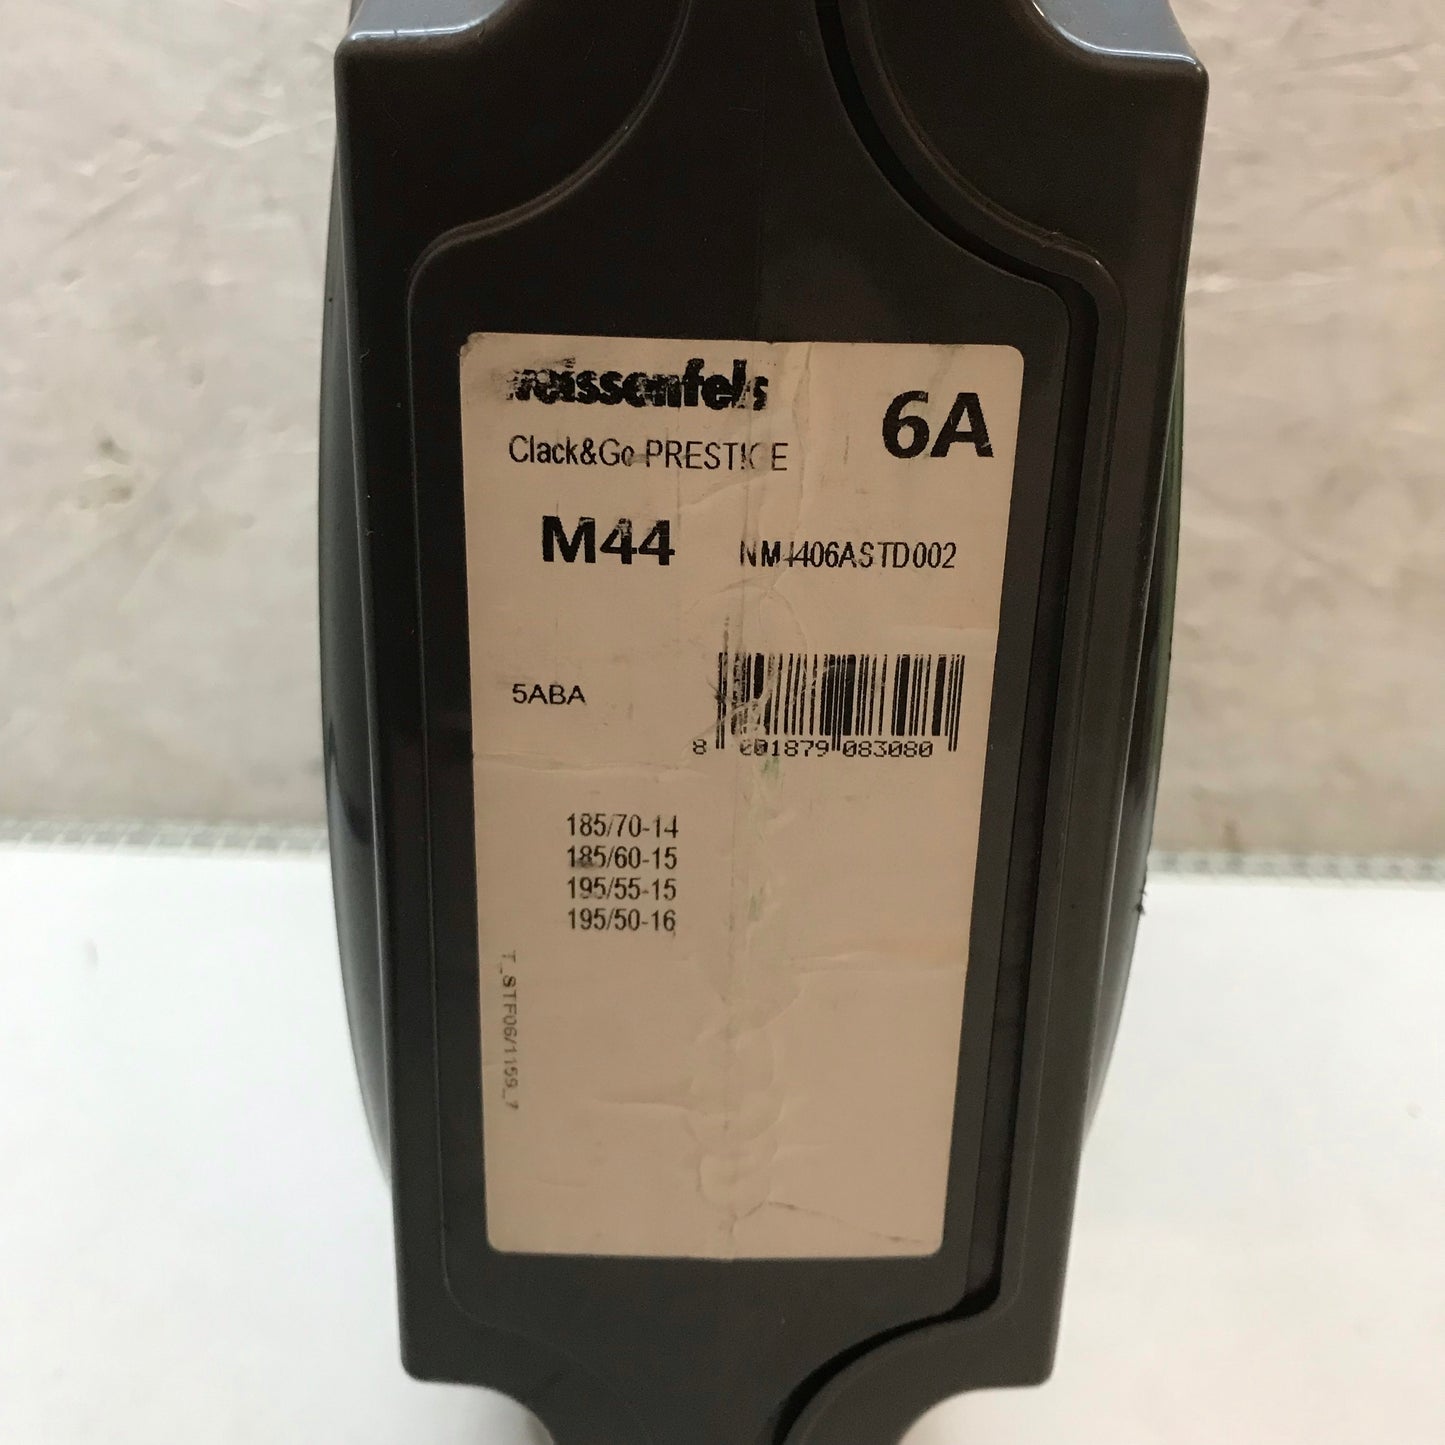 weissenfels
6A
Clack&Go PRESTIGE
M44
NM4406ASTD002
5ABA
8 001879 083080
185/70-14
185/60-15
195/55-15
195/50-16
T_STF06/1159_7